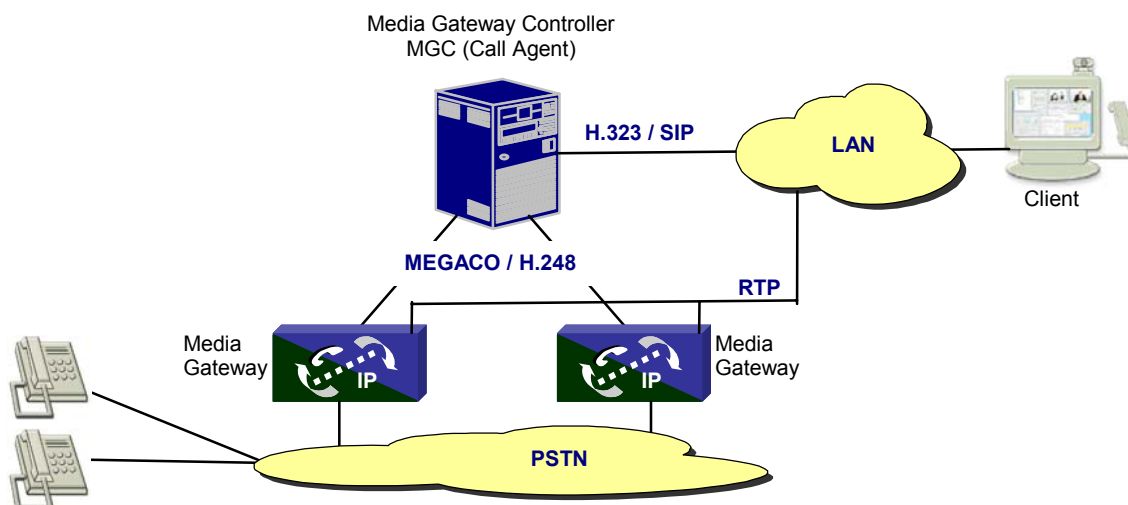 Media Gateway Controller
MGC (Call Agent)
H.323 / SIP
LAN
Client
MEGACO / H.248
RTP
Media
Gateway
IP
IP
Media
Gateway
PSTN